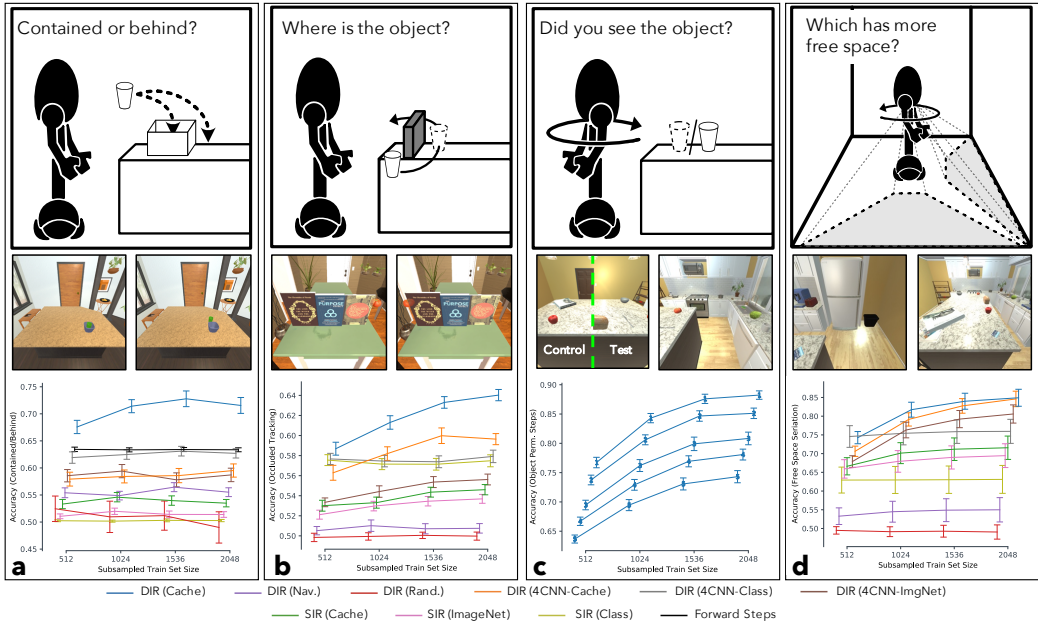 Contained or behind?
Where is the object?
Did you see the object?
Which has more
free space?
PURPOSE
Control
Test
Accuracy (Contained/Behind)
0.75
0.70
0.65
0.60
0.55
0.50
0.45
512
1024
1536
2048
Subsampled Train Set Size
a
Accuracy (Occluded Tracking)
0.64
0.62
0.60
0.58
0.56
0.54
0.52
0.50
512
1024
1536
2048
Subsampled Train Set Size
b
Accuracy (Object Perm. Steps)
0.90
0.85
0.80
0.75
0.70
0.65
512
1024
1536
2048
Subsampled Train Set Size
c
Accuracy (Free Space Seriation)
0.85
0.80
0.75
0.70
0.65
0.60
0.55
0.50
512
1024
1536
2048
Subsampled Train Set Size
d
DIR (Cache)
DIR (Nav.)
DIR (Rand.)
DIR (4CNN-Cache)
DIR (4CNN-Class)
DIR (4CNN-ImgNet)
SIR (Cache)
SIR (ImageNet)
SIR (Class)
Forward Steps